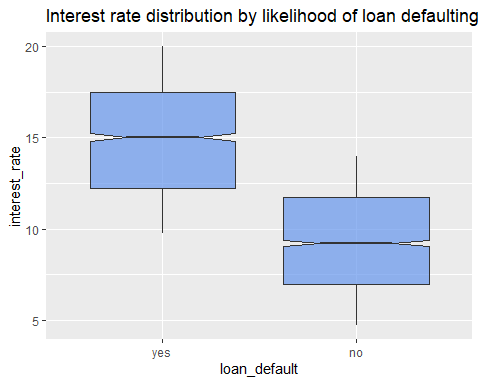 Interest rate distribution by likelihood of loan defaulting
20
15
10
5
interest_rate
yes no
loan_default